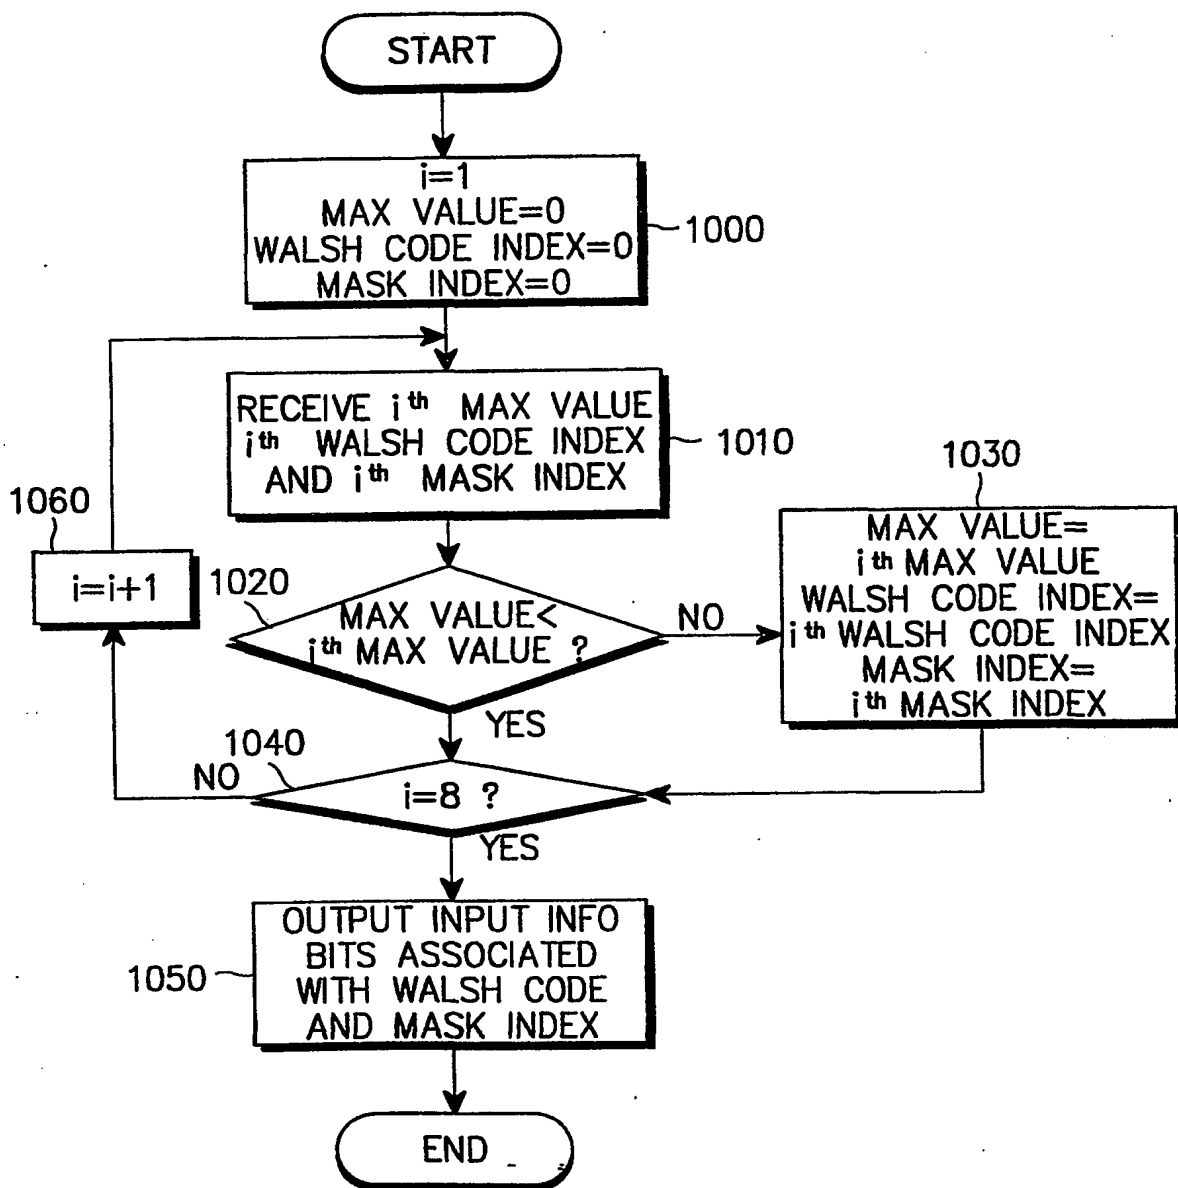 START
i=1
MAX VALUE=0
WALSH CODE INDEX=0
MASK INDEX=0
1000
RECEIVE ith MAX VALUE
ith WALSH CODE INDEX
AND ith MASK INDEX
1010
1030
MAX VALUE=
ith MAX VALUE
WALSH CODE INDEX=
ith WALSH CODE INDEX
MASK INDEX=
ith MASK INDEX
1060
i=i+1
1020
MAX VALUE<
ith MAX VALUE ?
NO
YES
1040
NO
i=8 ?
YES
OUTPUT INPUT INFO
BITS ASSOCIATED
WITH WALSH CODE
AND MASK INDEX
1050
END